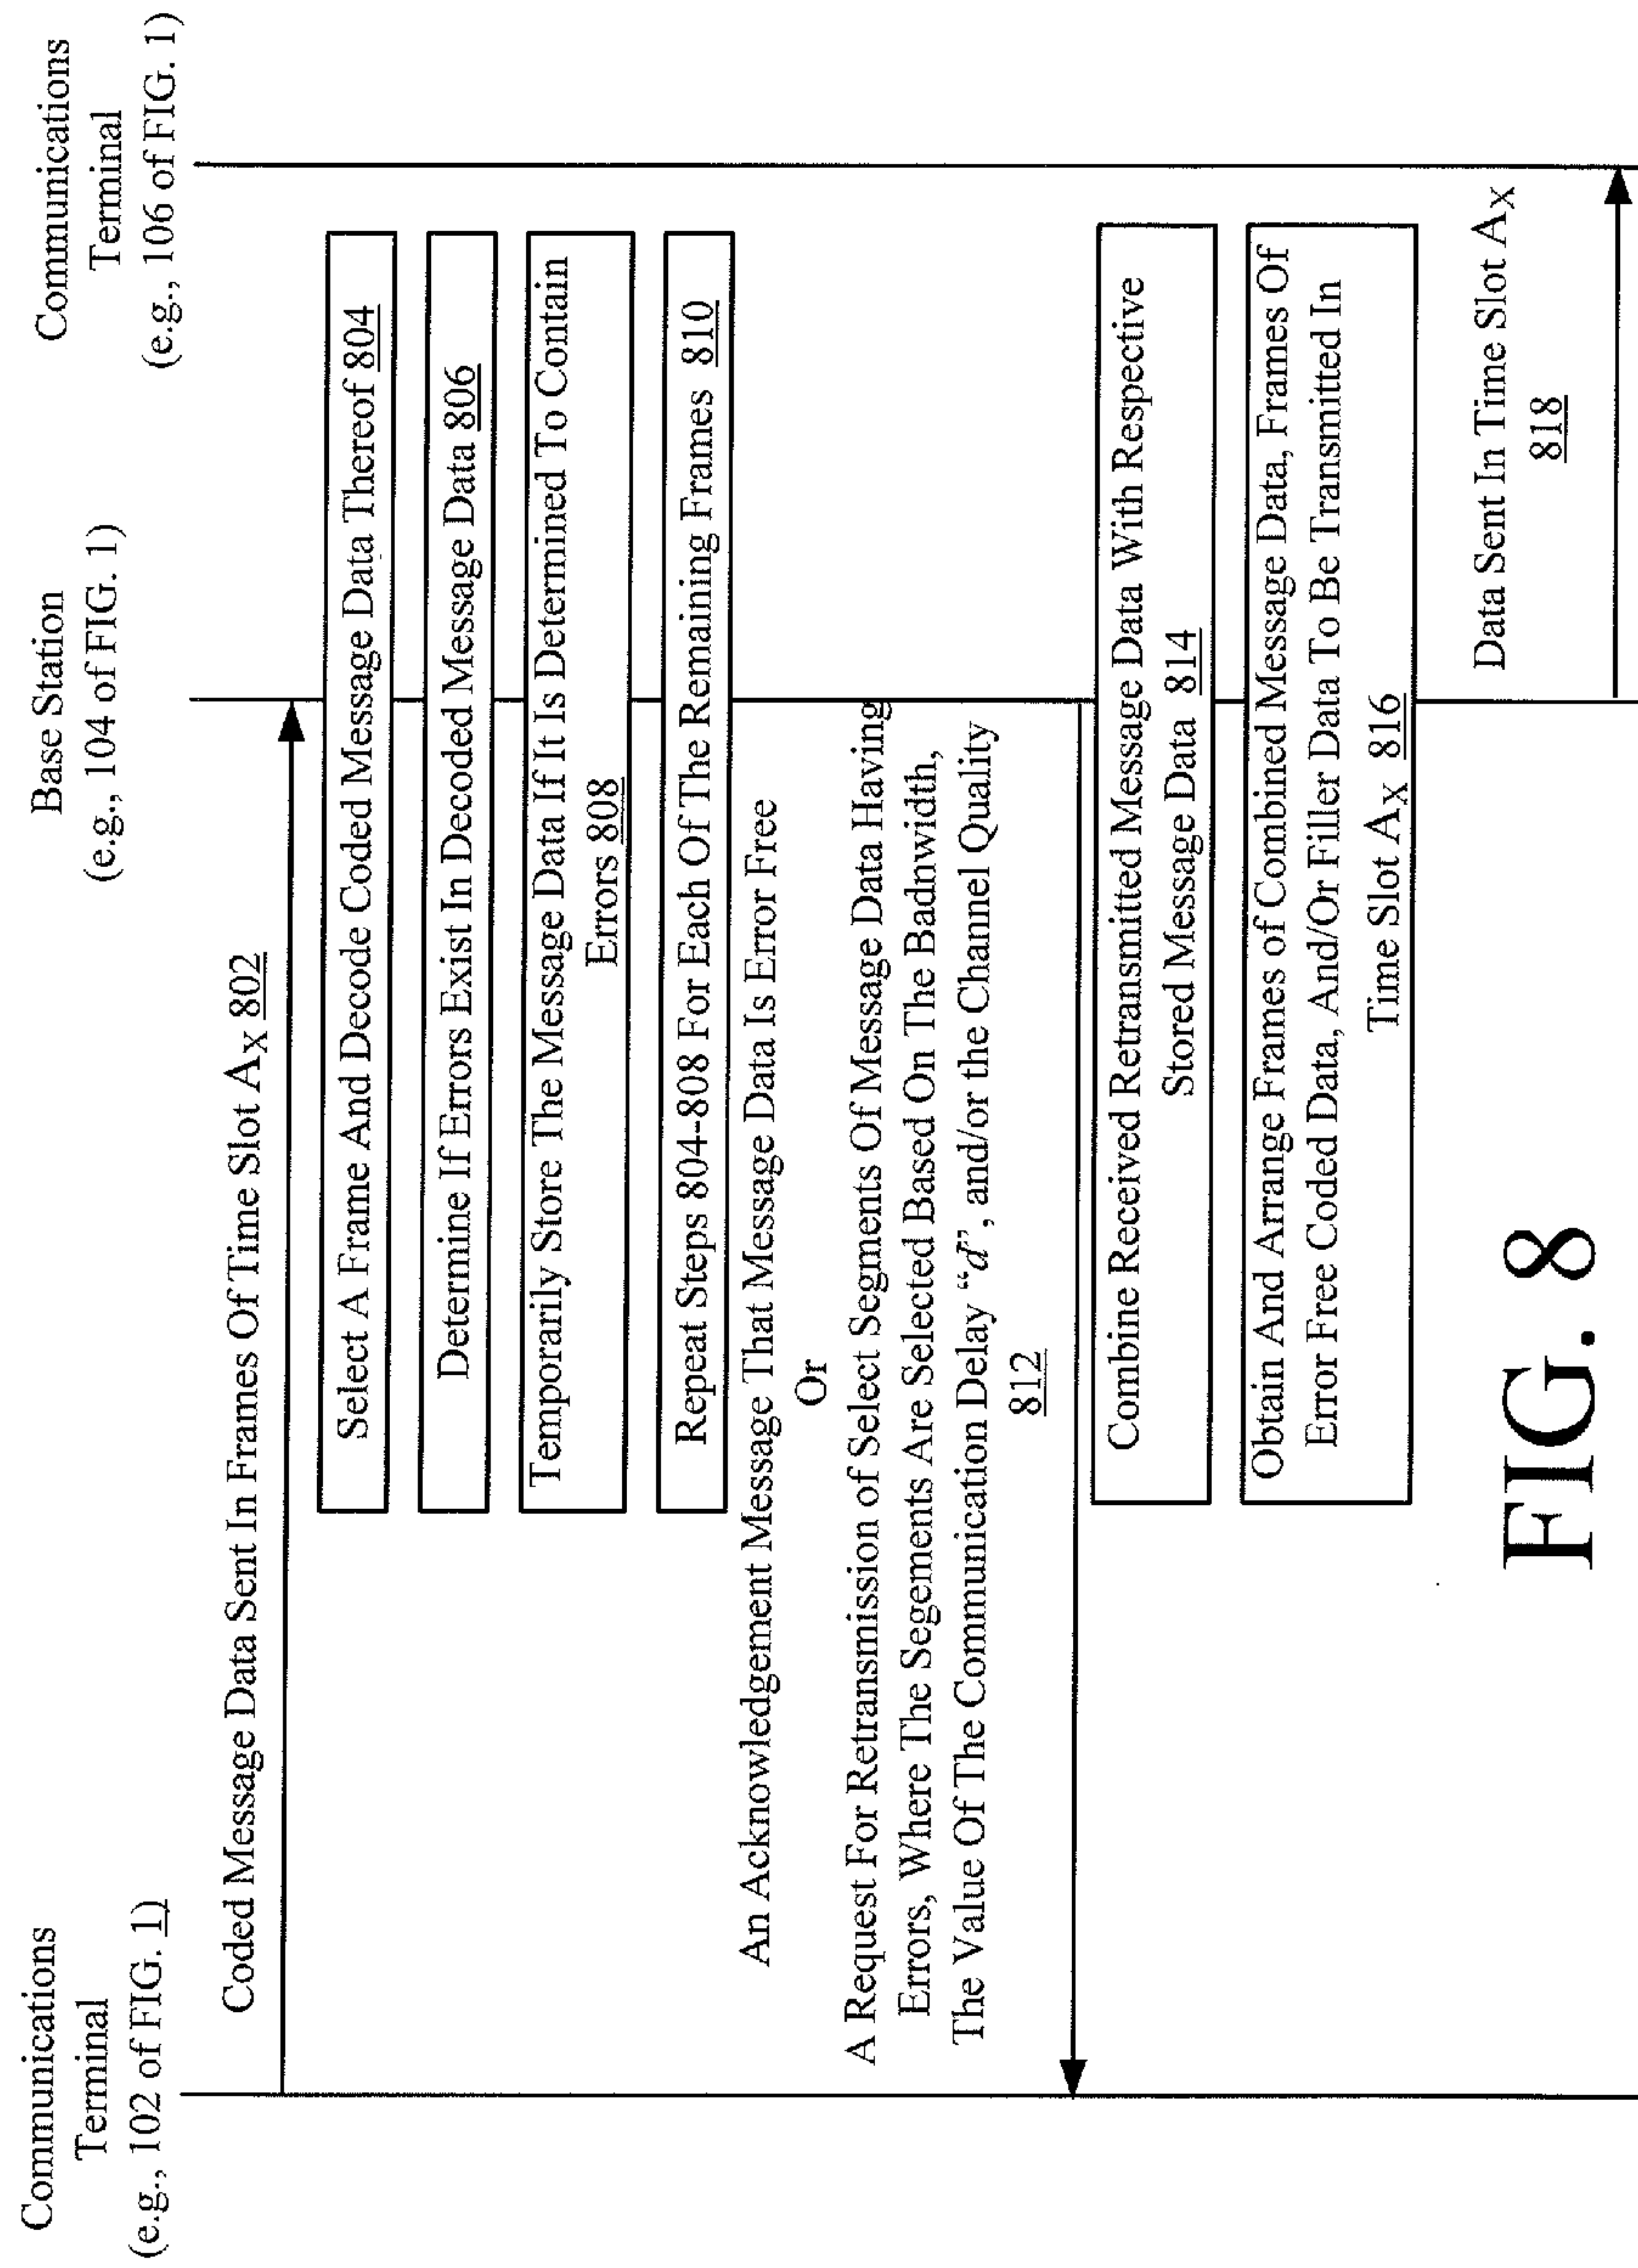 Communications
Terminal
(e.g., 102 of FIG. 1)
Base Station
(e.g., 104 of FIG. 1)
Communications
Terminal
(e.g., 106 of FIG. 1)
Coded Message Data Sent In Frames Of Time Slot AX 802
Select A Frame And Decode Coded Message Data Thereof 804
Determine If Errors Exist In Decoded Message Data 806
Temporarily Store The Message Data If It Is Determined To Contain
Errors 808
Repeat Steps 804-808 For Each Of The Remaining Frames 810
An Acknowledgement Message That Message Data Is Error Free
Or
A Request For Retransmission of Select Segments Of Message Data Having
Errors, Where The Segements Are Selected Based On The Badnwidth,
The Value Of The Communication Delay “d”, and/or the Channel Quality
812
Combine Received Retransmitted Message Data With Respective
Stored Message Data 814
Obtain And Arrange Frames of Combined Message Data, Frames Of
Error Free Coded Data, And/Or Filler Data To Be Transmitted In
Time Slot AX 816
Data Sent In Time Slot AX
818
FIG. 8